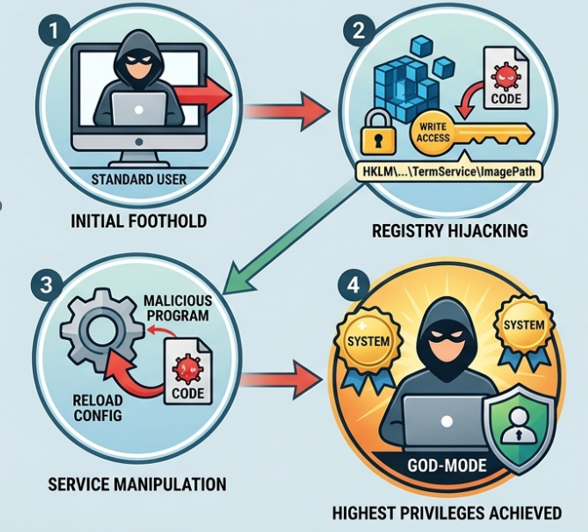 1
STANDARD USER
INITIAL FOOTHOLD
2
CODE
WRITE
ACCESS
HKLM\...\TermService\ImagePath
REGISTRY HIJACKING
3
MALICIOUS
PROGRAM
CODE
RELOAD
CONFIG
SERVICE MANIPULATION
4
SYSTEM
SYSTEM
GOD-MODE
HIGHEST PRIVILEGES ACHIEVED